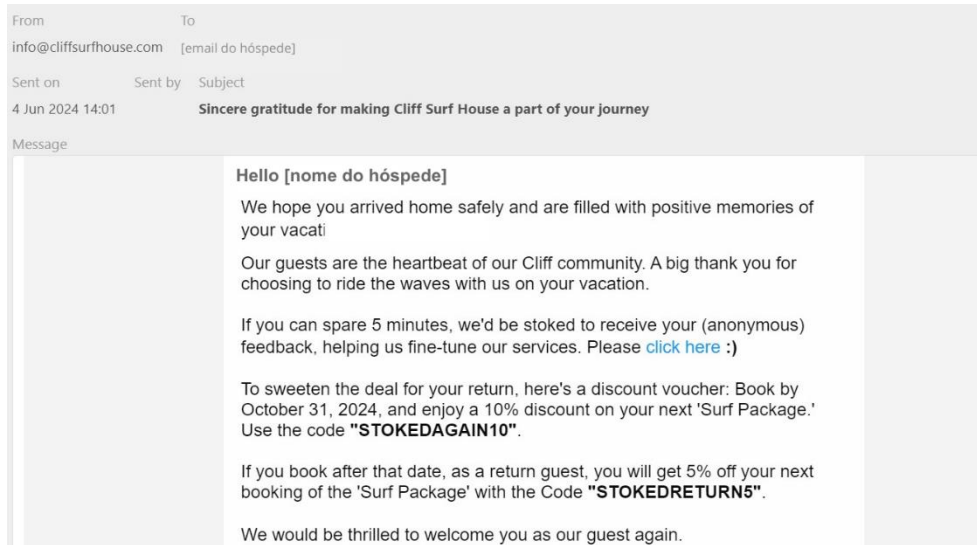 From To
info@cliffsurfhouse.com [email do hóspede]
Sent on Sent by Subject
4 Jun 2024 14:01 Sincere gratitude for making Cliff Surf House a part of your journey
Message
Hello [nome do hóspede]
We hope you arrived home safely and are filled with positive memories of
your vacati
Our guests are the heartbeat of our Cliff community. A big thank you for
choosing to ride the waves with us on your vacation.
If you can spare 5 minutes, we'd be stoked to receive your (anonymous)
feedback, helping us fine-tune our services. Please click here :)
To sweeten the deal for your return, here's a discount voucher: Book by
October 31, 2024, and enjoy a 10% discount on your next 'Surf Package.'
Use the code "STOKEDAGAIN10".
If you book after that date, as a return guest, you will get 5% off your next
booking of the 'Surf Package' with the Code "STOKEDRETURN5".
We would be thrilled to welcome you as our guest again.